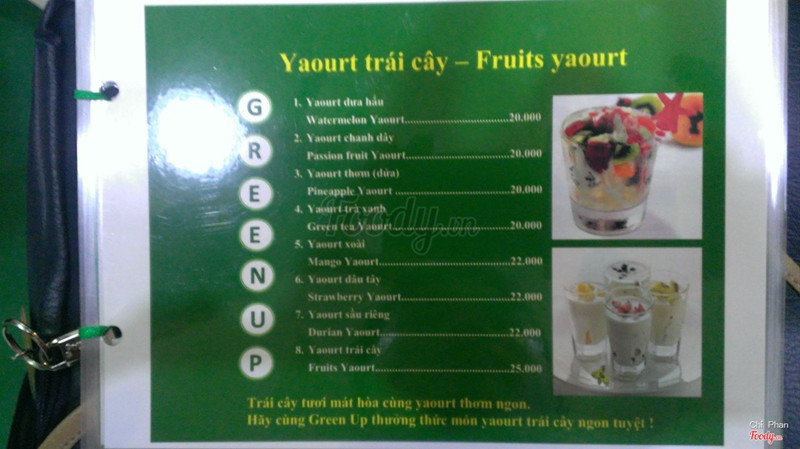 Yaourt trái cây – Fruits yaourt
GREENUP
1. Yaourt dưa hấu
Watermelon Yaourt................................20.000
2. Yaourt chanh dây
Passion fruit Yaourt................................20.000
3. Yaourt thơm (dứa)
Pineapple Yaourt ................................20.000
4. Yaourt trà xanh
Green tea Yaourt................................20.000
5. Yaourt xoài
Mango Yaourt................................22.000
6. Yaourt dâu tây
Strawberry Yaourt................................22.000
7. Yaourt sầu riêng
Durian Yaourt................................22.000
8. Yaourt trái cây
Fruits Yaourt................................25.000
Trái cây tươi mát hòa cùng yaourt thơm ngon.
Hãy cùng Green Up thưởng thức món yaourt trái cây ngon tuyệt !
Foody.vn
Chi Phan
Foody.vn